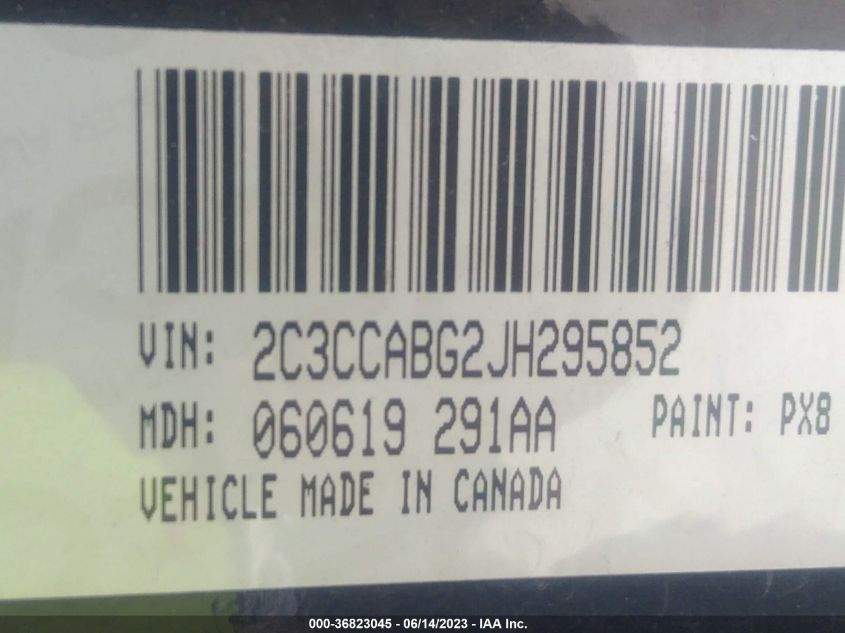 VIN: 2C3CCABG2JH295852
MDH: 060619 291AA PAINT: PX8
VEHICLE MADE IN CANADA
000-36823045 - 06/14/2023 - IAA Inc.